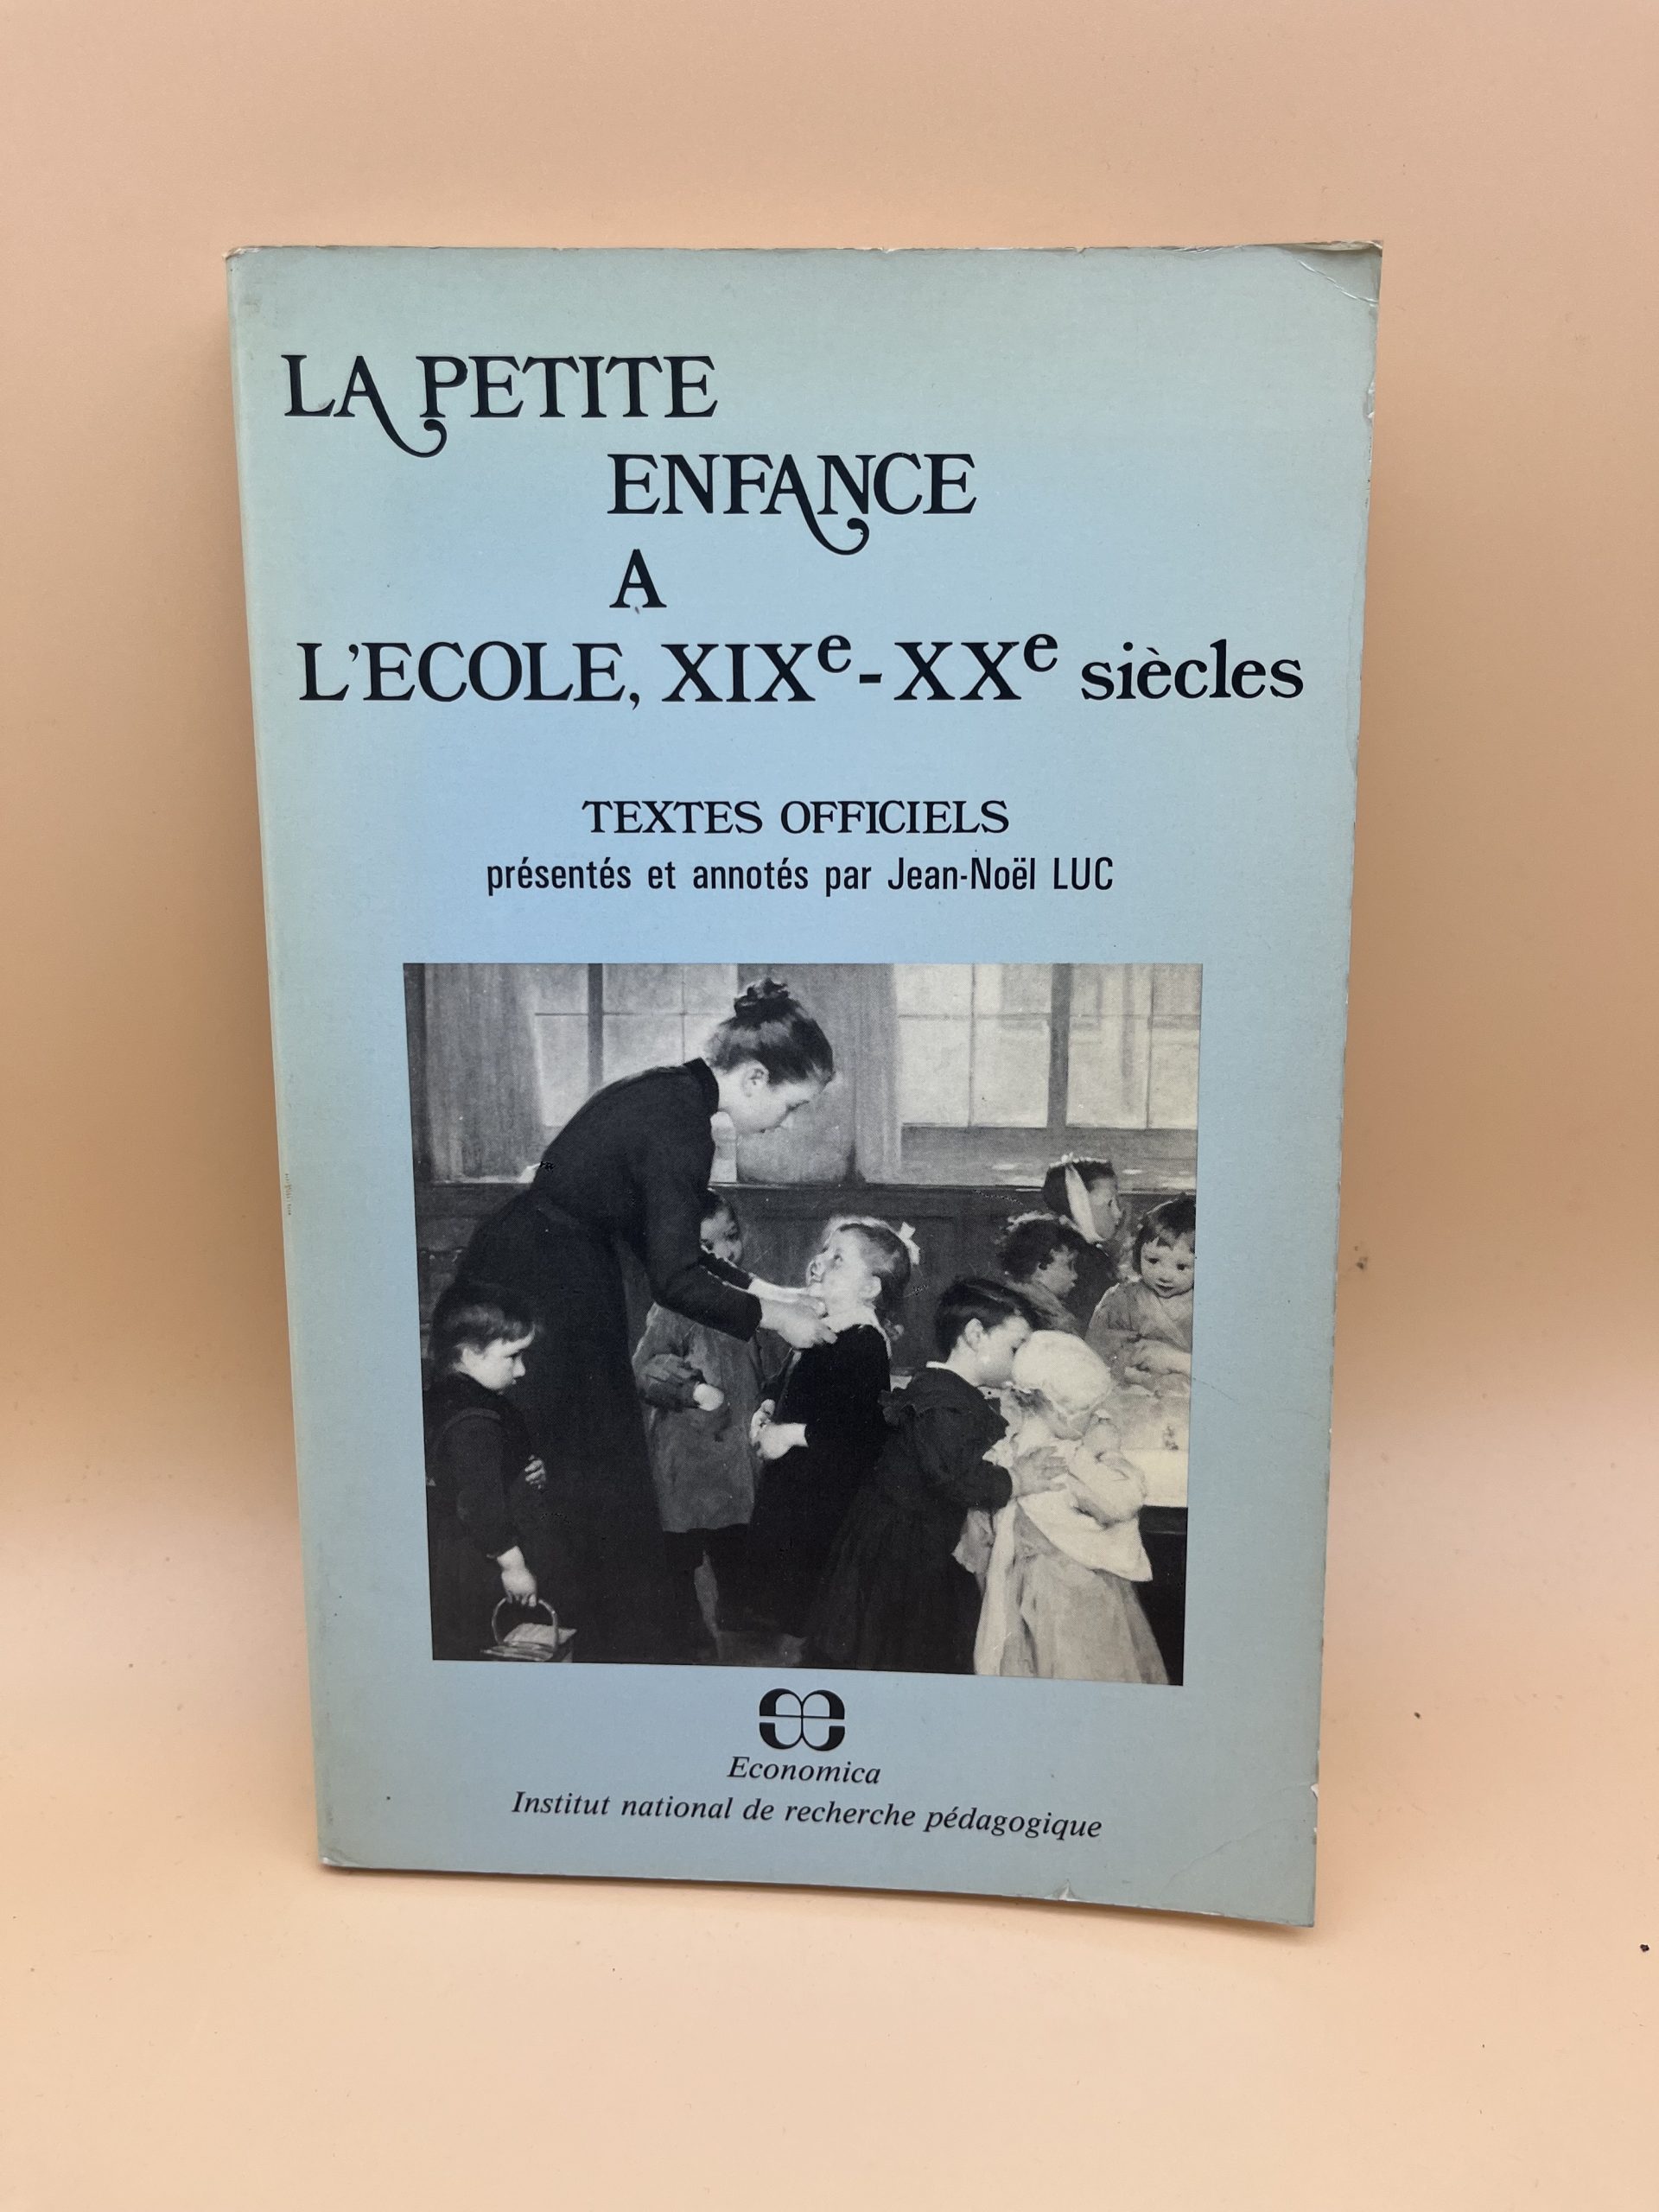 LA PETITE
ENFANCE
A
L'ECOLE, XIXe-XXe siècles
TEXTES OFFICIELS
présentés et annotés par Jean-Noël LUC
Economica
Institut national de recherche pédagogique